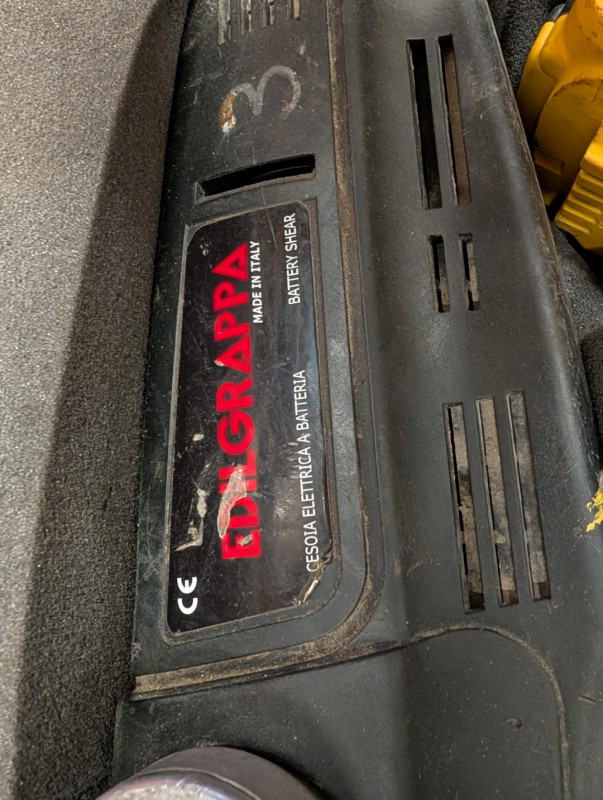 3
CE
EDILGRAPPA
MADE IN ITALY
CESOIA ELETTRICA A BATTERIA
BATTERY SHEAR